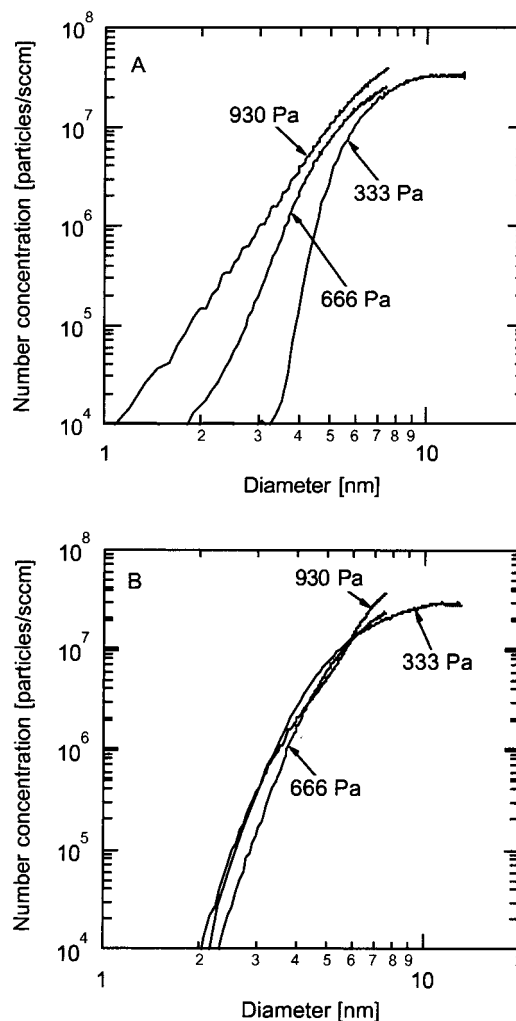 Number concentration [particles/sccm]
10^8
10^7
10^6
10^5
10^4
A
930 Pa
333 Pa
666 Pa
1 2 3 4 5 6 7 8 9 10
Diameter [nm]
Number concentration [particles/sccm]
10^8
10^7
10^6
10^5
10^4
B
930 Pa
333 Pa
666 Pa
1 2 3 4 5 6 7 8 9 10
Diameter [nm]